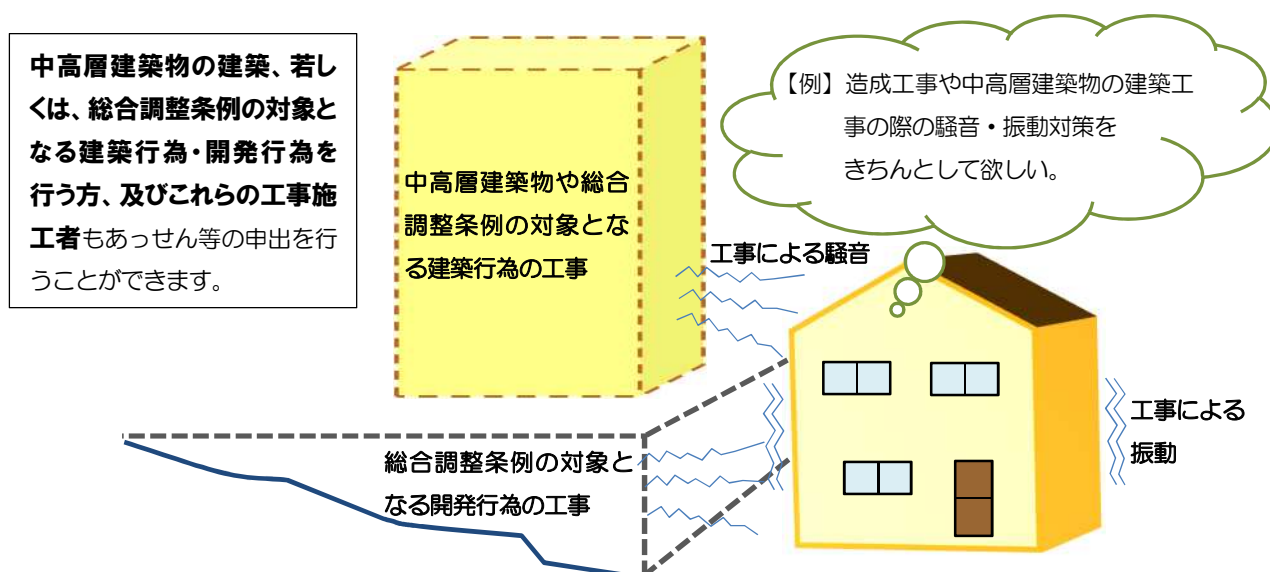 中高層建築物の建築、若し
くは、総合調整条例の対象と
なる建築行為・開発行為を
行う方、及びこれらの工事施
工者もあっせん等の申出を行
うことができます。
【例】造成工事や中高層建築物の建築工
事の際の騒音・振動対策を
きちんとして欲しい。
中高層建築物や総合
調整条例の対象とな
る建築行為の工事
工事による騒音
工事による
振動
総合調整条例の対象と
なる開発行為の工事